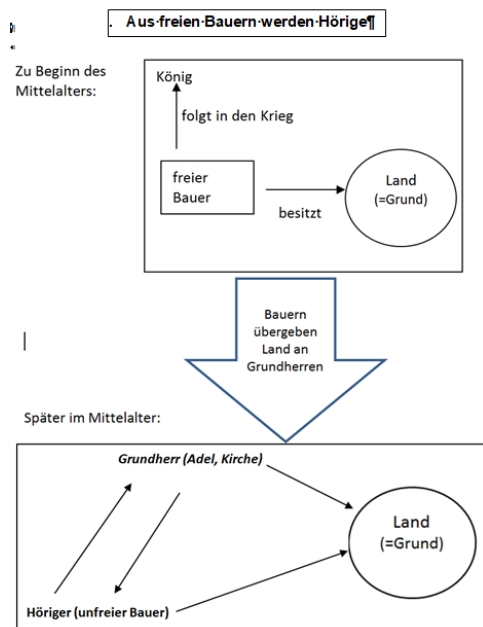 . Aus·freien·Bauern·werden·Hörige¶
Zu Beginn des
Mittelalters:
König
folgt in den Krieg
freier
Bauer
besitzt
Land
(=Grund)
Bauern
übergeben
Land an
Grundherren
Später im Mittelalter:
Grundherr (Adel, Kirche)
Land
(=Grund)
Höriger (unfreier Bauer)